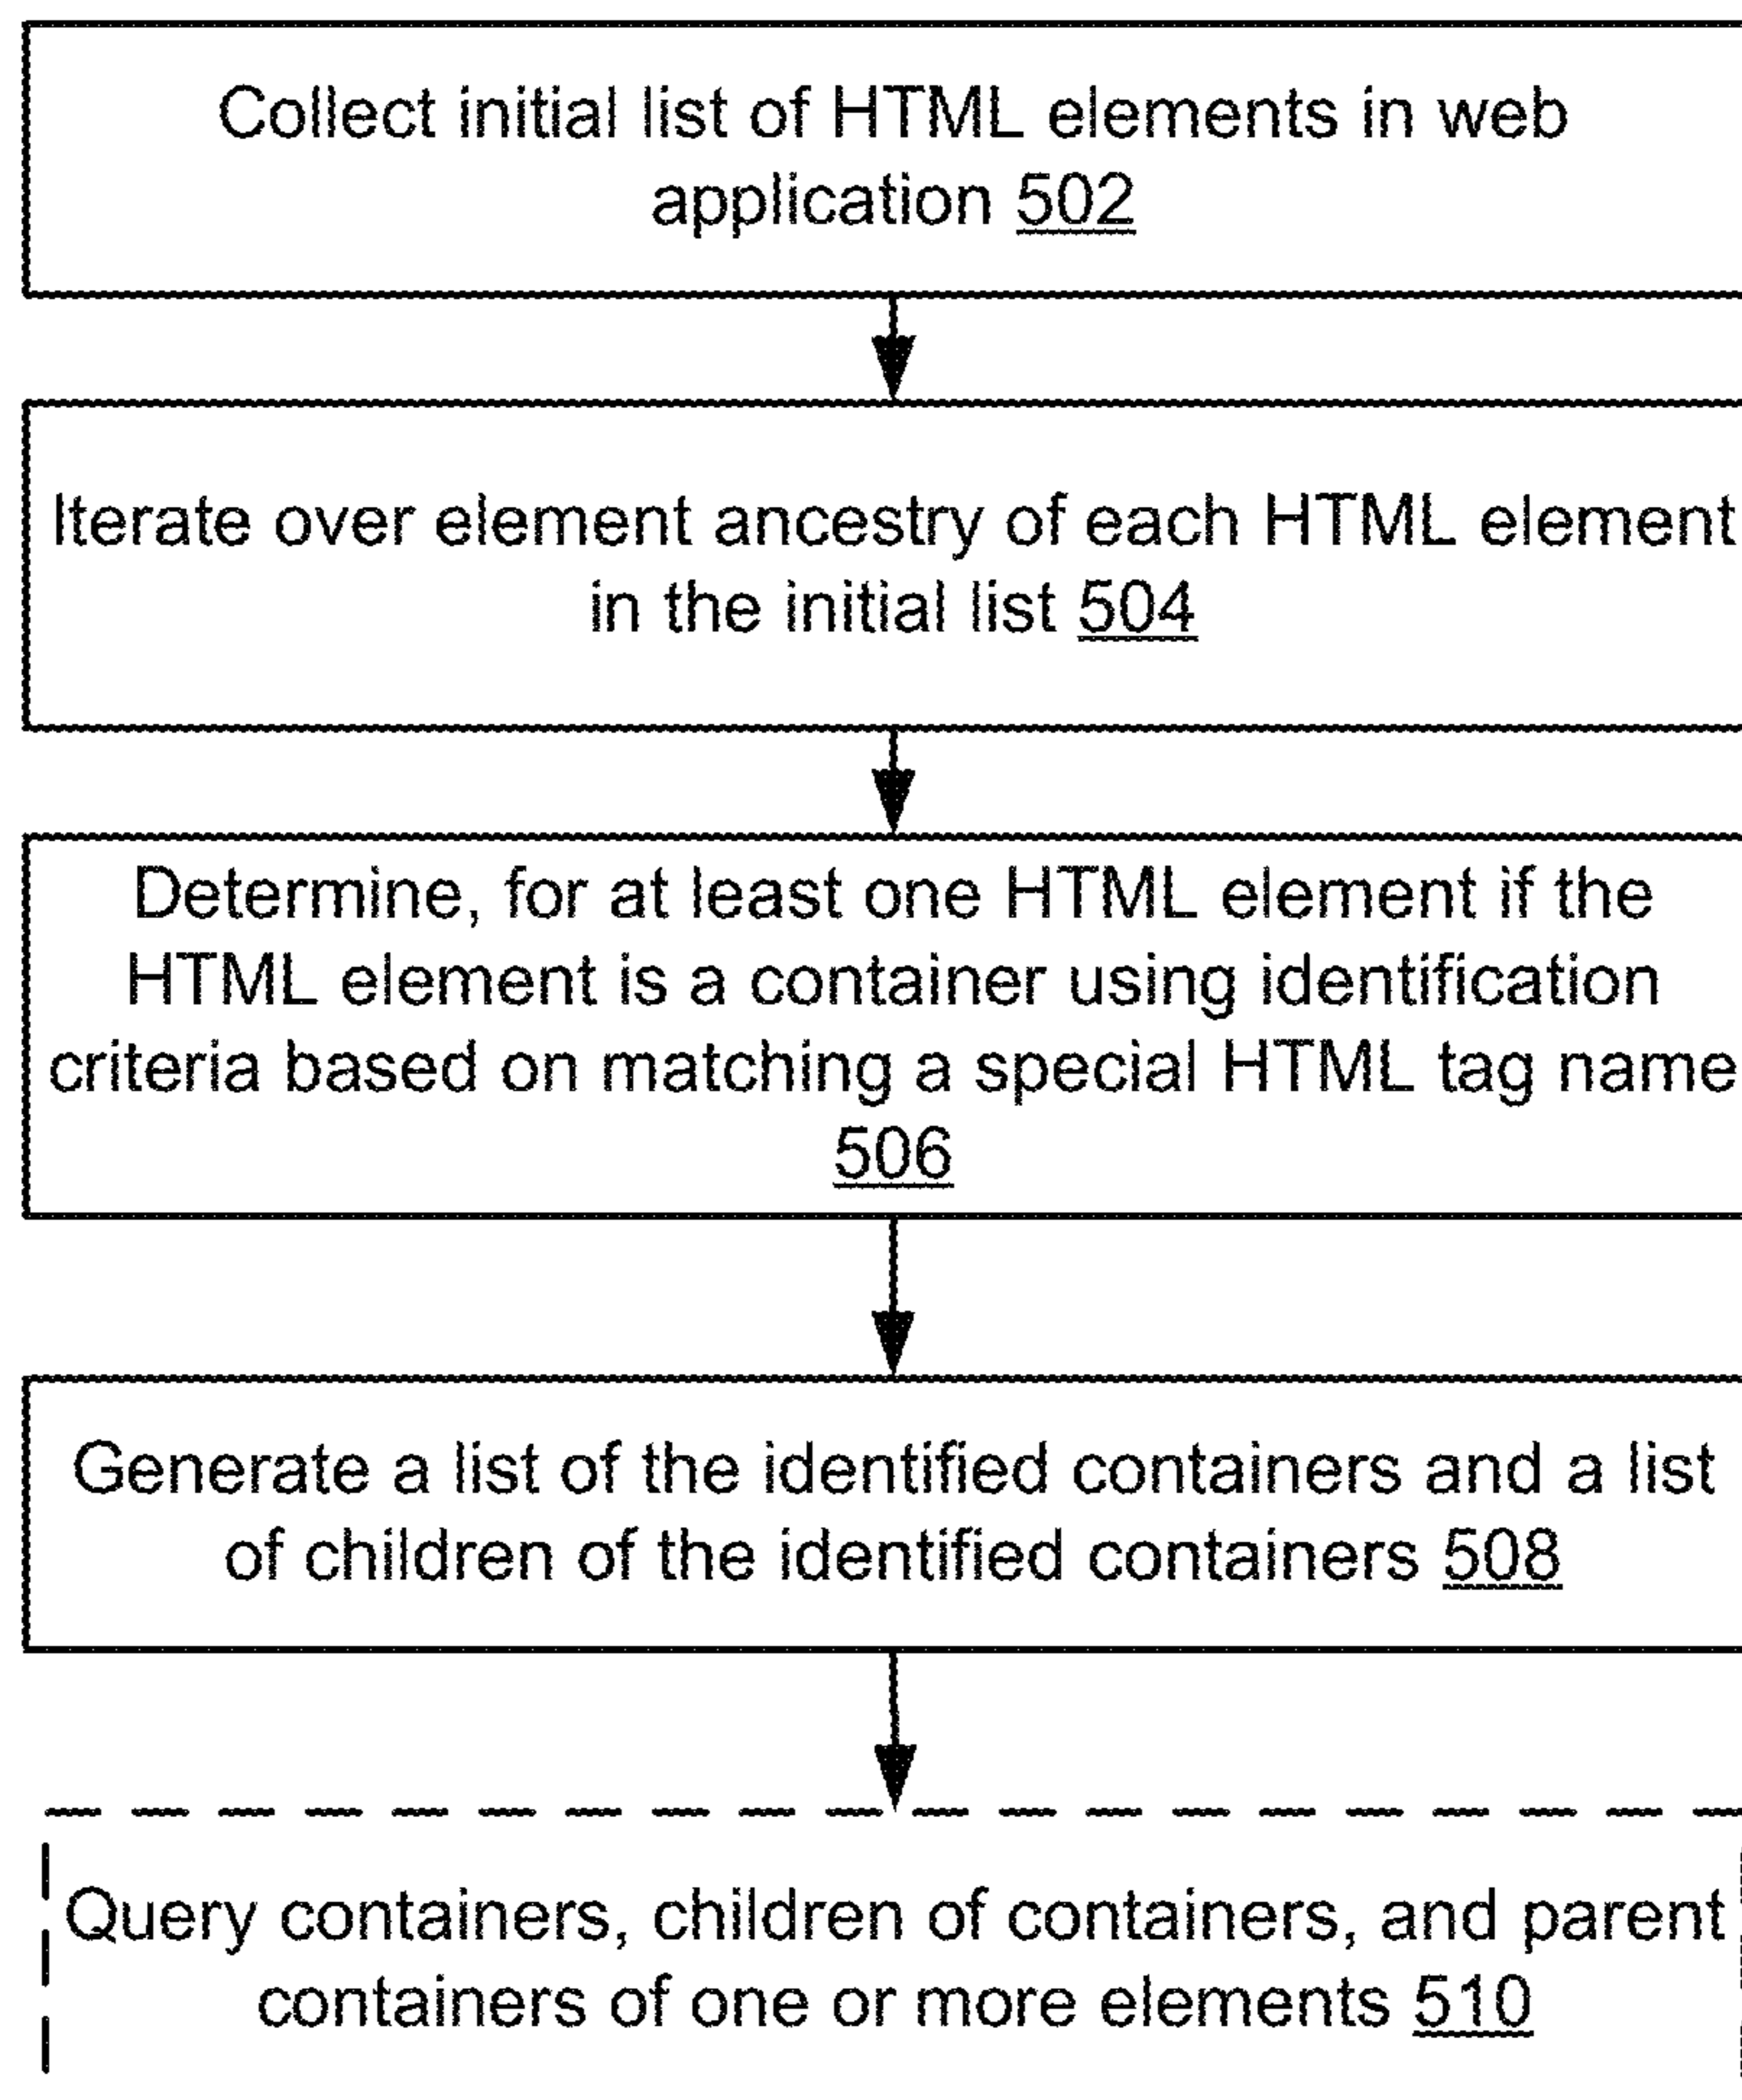 Collect initial list of HTML elements in web
application 502
Iterate over element ancestry of each HTML element
in the initial list 504
Determine, for at least one HTML element if the
HTML element is a container using identification
criteria based on matching a special HTML tag name
506
Generate a list of the identified containers and a list
of children of the identified containers 508
Query containers, children of containers, and parent
containers of one or more elements 510